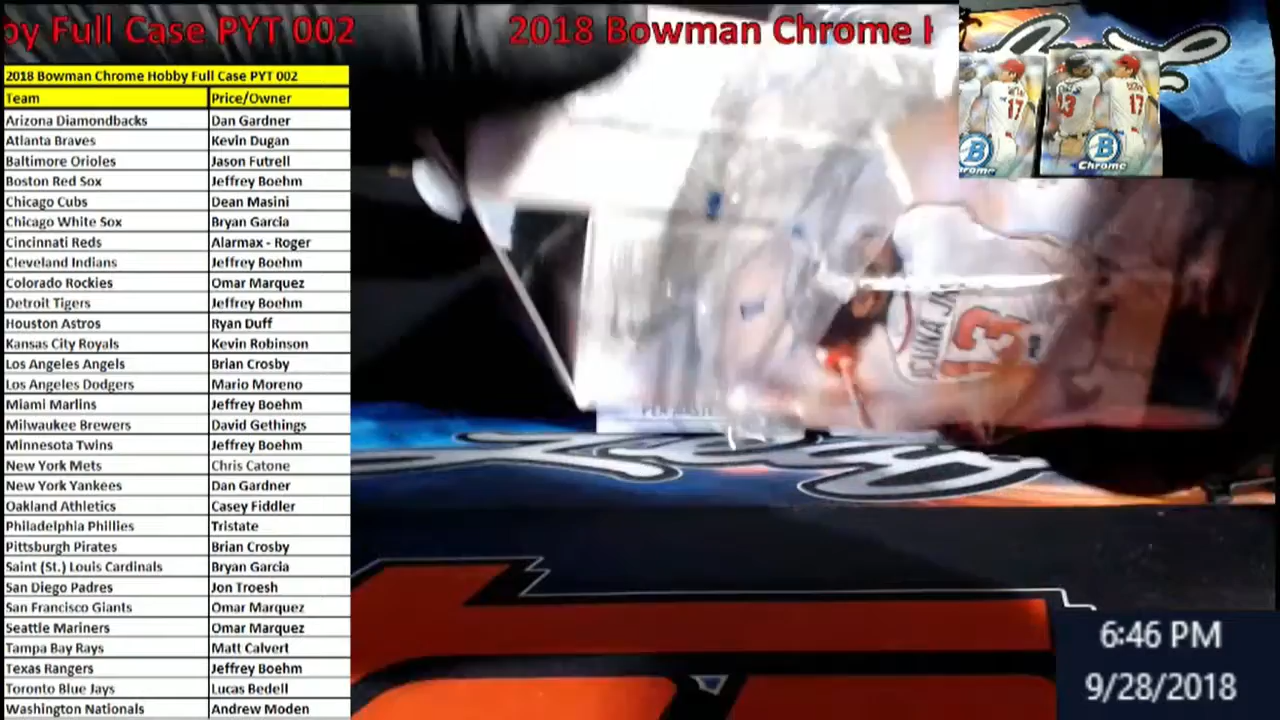 by Full Case PYT 002 2018 Bowman Chrome H
2018 Bowman Chrome Hobby Full Case PYT 002
Team Price/Owner
Arizona Diamondbacks Dan Gardner
Atlanta Braves Kevin Dugan
Baltimore Orioles Jason Futrell
Boston Red Sox Jeffrey Boehm
Chicago Cubs Dean Masini
Chicago White Sox Bryan Garcia
Cincinnati Reds Alarmax - Roger
Cleveland Indians Jeffrey Boehm
Colorado Rockies Omar Marquez
Detroit Tigers Jeffrey Boehm
Houston Astros Ryan Duff
Kansas City Royals Kevin Robinson
Los Angeles Angels Brian Crosby
Los Angeles Dodgers Mario Moreno
Miami Marlins Jeffrey Boehm
Milwaukee Brewers David Gethings
Minnesota Twins Jeffrey Boehm
New York Mets Chris Catone
New York Yankees Dan Gardner
Oakland Athletics Casey Fiddler
Philadelphia Phillies Tristate
Pittsburgh Pirates Brian Crosby
Saint (St.) Louis Cardinals Bryan Garcia
San Diego Padres Jon Troesh
San Francisco Giants Omar Marquez
Seattle Mariners Omar Marquez
Tampa Bay Rays Matt Calvert
Texas Rangers Jeffrey Boehm
Toronto Blue Jays Lucas Bedell
Washington Nationals Andrew Moden
17 13 17
B B
Chrome
CUNA JR
13
6:46 PM
9/28/2018